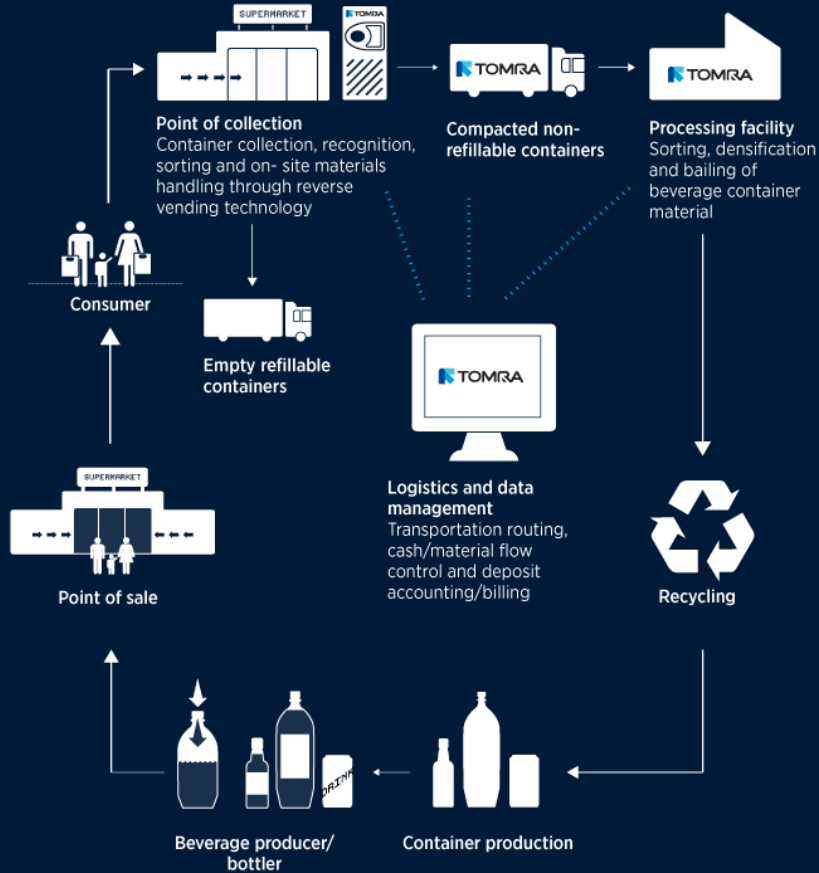 SUPERMARKET
TOMRA
Point of collection
Container collection, recognition,
sorting and on- site materials
handling through reverse
vending technology
TOMRA
Compacted non-
refillable containers
TOMRA
Processing facility
Sorting, densification
and bailing of
beverage container
material
Consumer
Empty refillable
containers
TOMRA
Logistics and data
management
Transportation routing,
cash/material flow
control and deposit
accounting/billing
SUPERMARKET
Point of sale
Recycling
DRINK
Beverage producer/
bottler
Container production